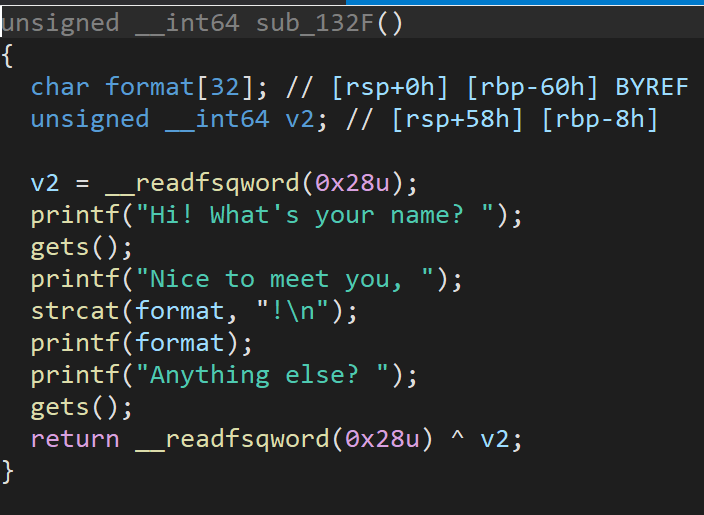 unsigned __int64 sub_132F()
{
  char format[32]; // [rsp+0h] [rbp-60h] BYREF
  unsigned __int64 v2; // [rsp+58h] [rbp-8h]

  v2 = __readfsqword(0x28u);
  printf("Hi! What's your name? ");
  gets();
  printf("Nice to meet you, ");
  strcat(format, "!\n");
  printf(format);
  printf("Anything else? ");
  gets();
  return __readfsqword(0x28u) ^ v2;
}